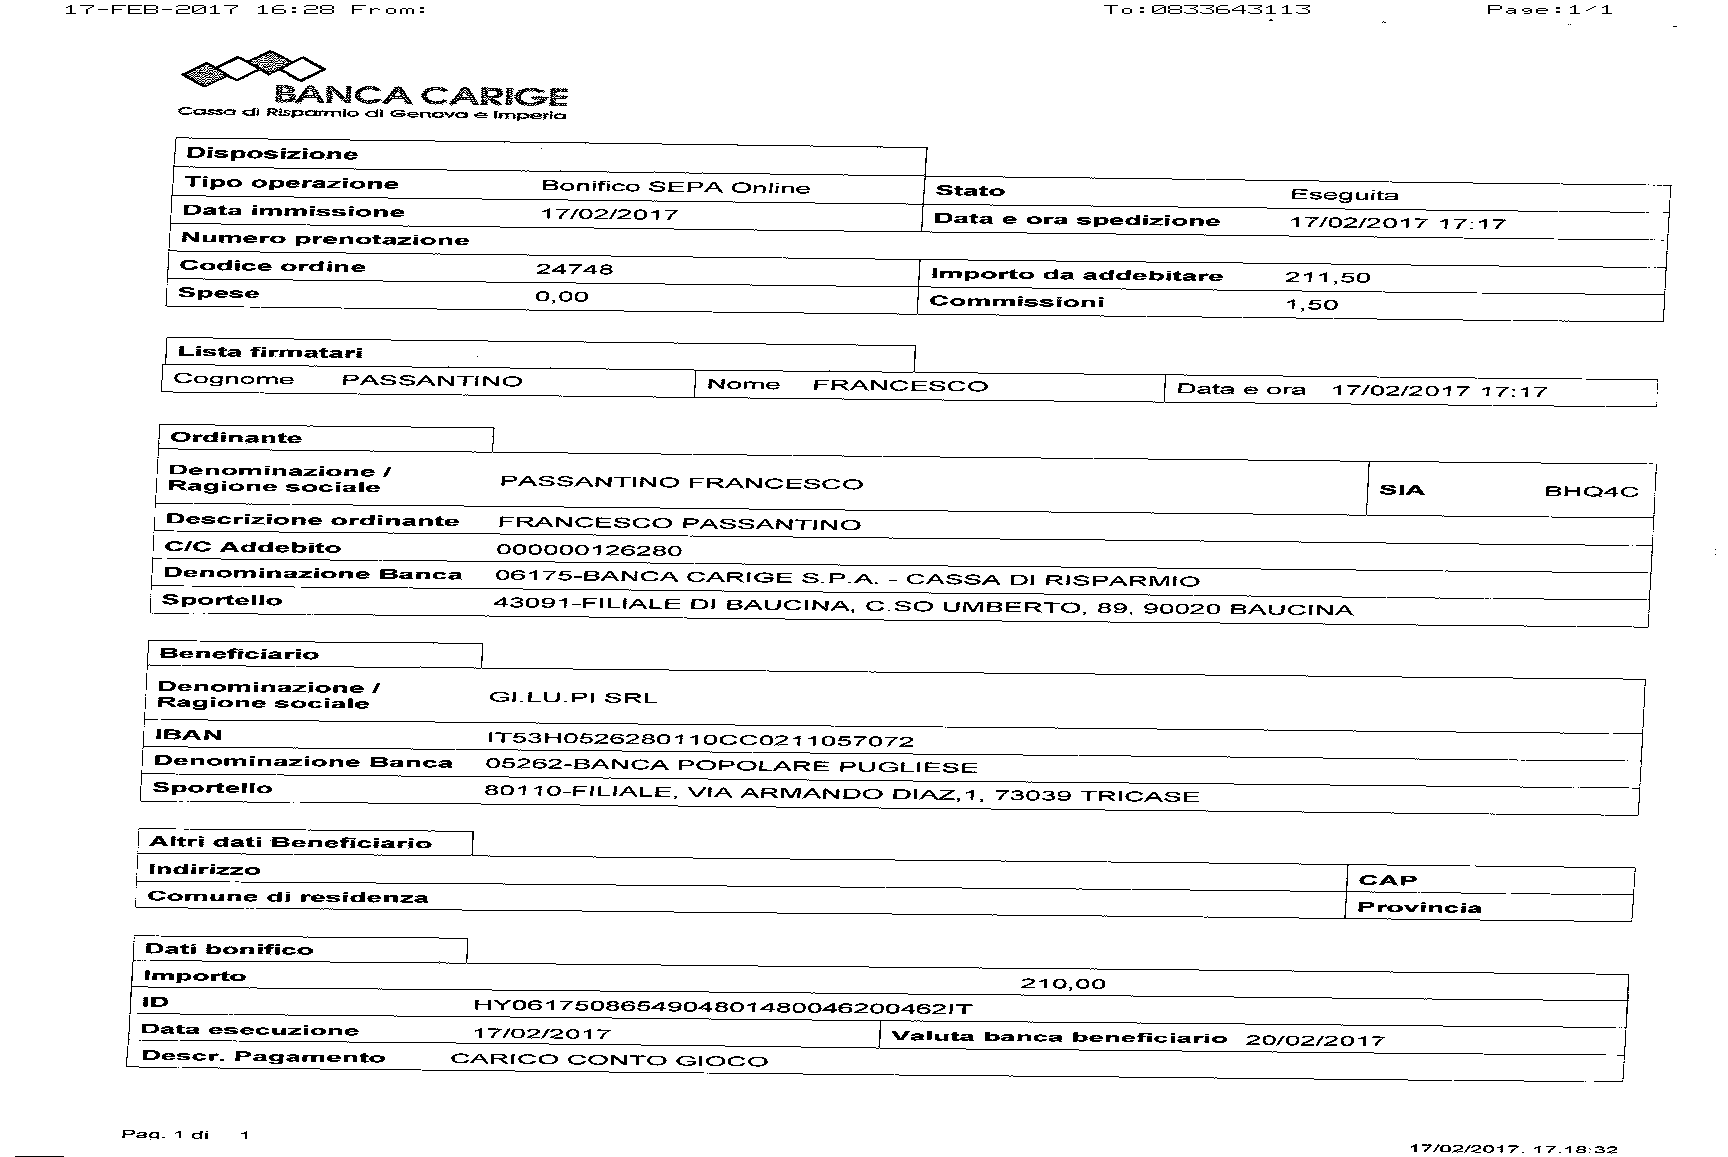 17-FEB-2017 16:28 From: To:0833643113 Page:1/1
BANCA CARIGE
Cassa di Risparmio di Genova e Imperia
Disposizione
Tipo operazione Bonifico SEPA Online Stato Eseguita
Data immissione 17/02/2017 Data e ora spedizione 17/02/2017 17:17
Numero prenotazione
Codice ordine 24748 Importo da addebitare 211,50
Spese 0,00 Commissioni 1,50
Lista firmatari
Cognome PASSANTINO Nome FRANCESCO Data e ora 17/02/2017 17:17
Ordinante
Denominazione /
Ragione sociale PASSANTINO FRANCESCO SIA BHQ4C
Descrizione ordinante FRANCESCO PASSANTINO
C/C Addebito 000000126280
Denominazione Banca 06175-BANCA CARIGE S.P.A. - CASSA DI RISPARMIO
Sportello 43091-FILIALE DI BAUCINA, C.SO UMBERTO, 89, 90020 BAUCINA
Beneficiario
Denominazione /
Ragione sociale GI.LU.PI SRL
IBAN IT53H0526280110CC0211057072
Denominazione Banca 05262-BANCA POPOLARE PUGLIESE
Sportello 80110-FILIALE, VIA ARMANDO DIAZ,1, 73039 TRICASE
Altri dati Beneficiario
Indirizzo CAP
Comune di residenza Provincia
Dati bonifico
Importo 210,00
ID HY0617508654904801480046200462IT
Data esecuzione 17/02/2017 Valuta banca beneficiario 20/02/2017
Descr. Pagamento CARICO CONTO GIOCO
Pag. 1 di 1
17/02/2017, 17.18:32